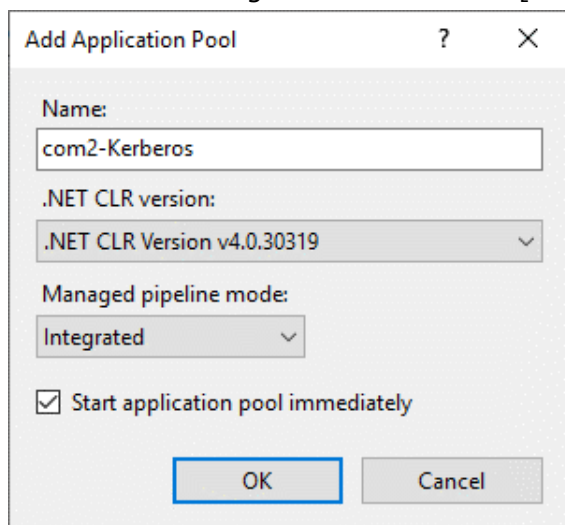 Add Application Pool ? ×
Name:
com2-Kerberos
.NET CLR version:
.NET CLR Version v4.0.30319
Managed pipeline mode:
Integrated
Start application pool immediately
OK Cancel